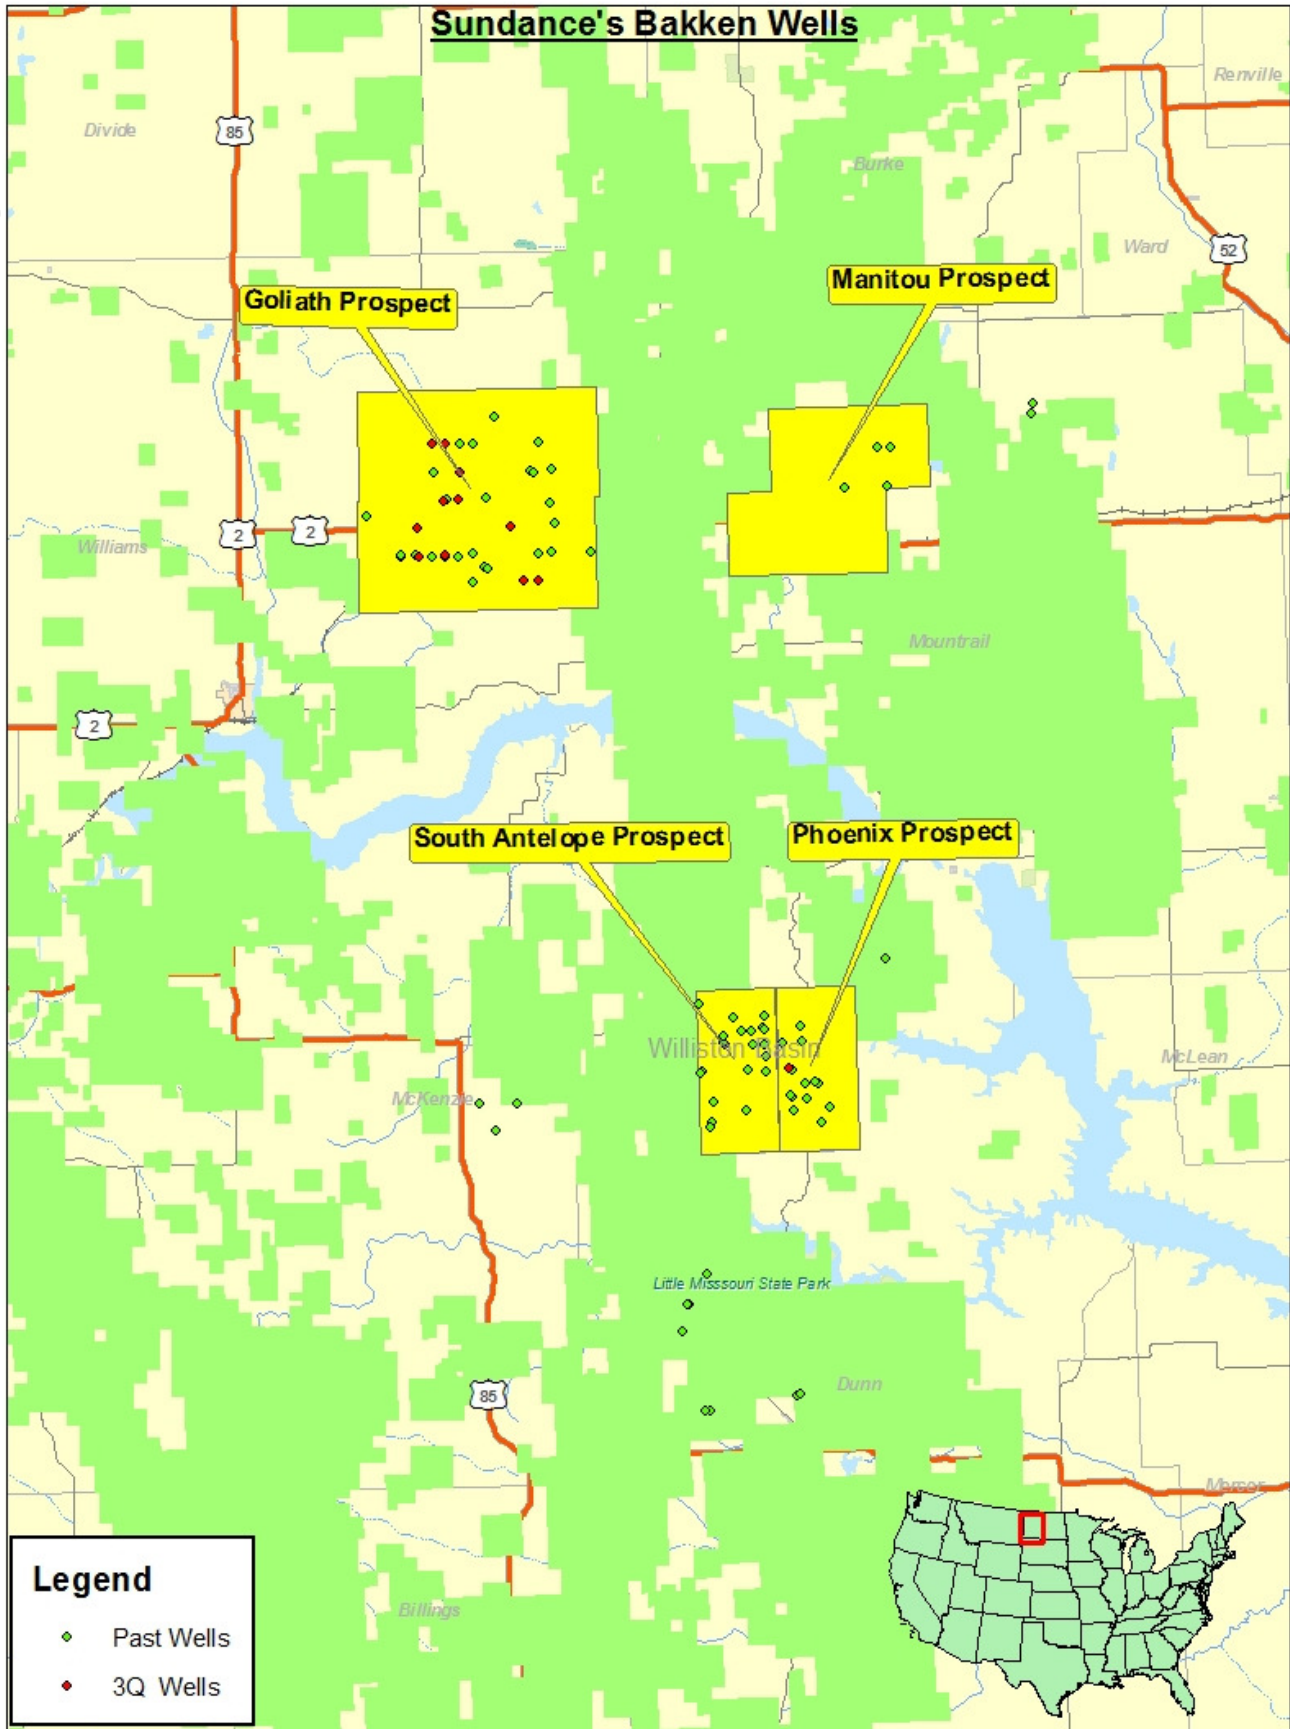 Sundance's Bakken Wells
Renville
Divide
85
Burke
Ward
52
Manitou Prospect
Goliath Prospect
2
2
Williams
Mountrail
2
South Antelope Prospect
Phoenix Prospect
Williston Basin
McLean
McKenzie
Little Misssouri State Park
Dunn
85
Mercer
Legend
Billings
Past Wells
3Q Wells